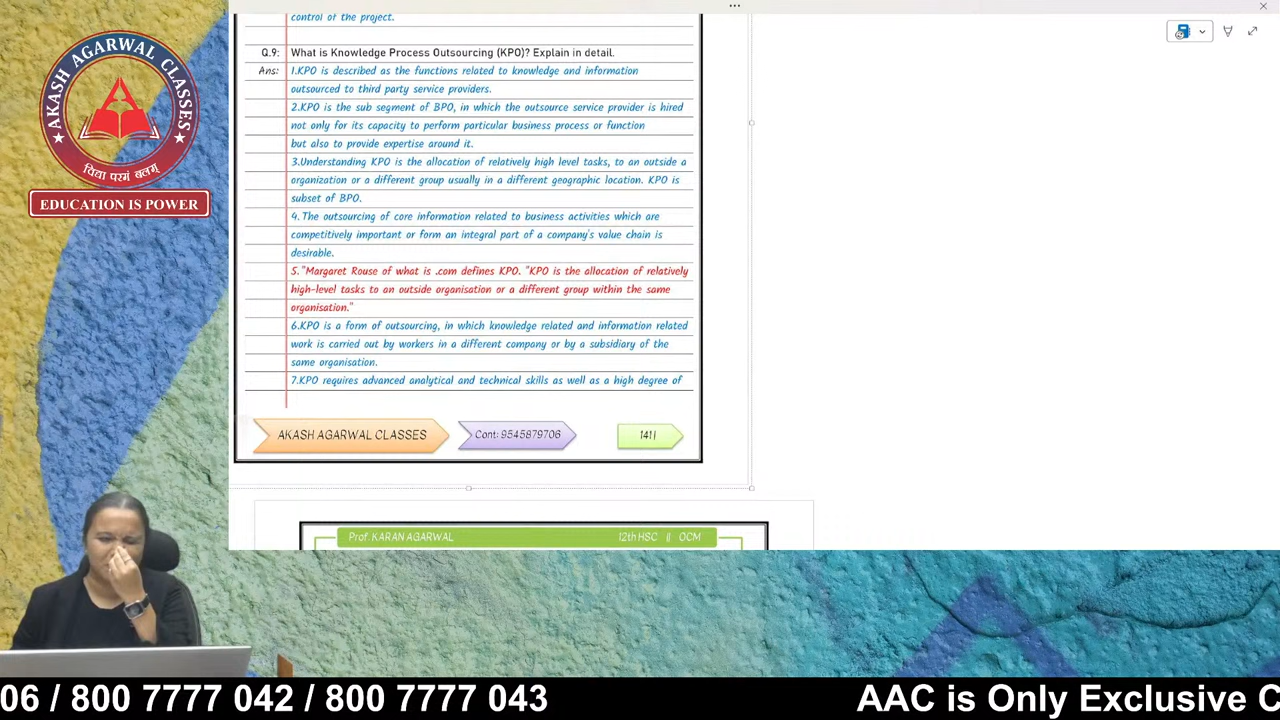 control of the project.
Q.9: What is Knowledge Process Outsourcing (KPO)? Explain in detail.
Ans: 1.KPO is described as the functions related to knowledge and information
outsourced to third party service providers.
2.KPO is the sub segment of BPO, in which the outsource service provider is hired
not only for its capacity to perform particular business process or function
but also to provide expertise around it.
3.Understanding KPO is the allocation of relatively high level tasks, to an outside a
organization or a different group usually in a different geographic location. KPO is
subset of BPO.
4.The outsourcing of core information related to business activities which are
competitively important or form an integral part of a company's value chain is
desirable.
5."Margaret Rouse of what is .com defines KPO. "KPO is the allocation of relatively
high-level tasks to an outside organisation or a different group within the same
organisation."
6.KPO is a form of outsourcing, in which knowledge related and information related
work is carried out by workers in a different company or by a subsidiary of the
same organisation.
7.KPO requires advanced analytical and technical skills as well as a high degree of
AKASH AGARWAL CLASSES
Cont: 9545879706
141|
Prof. KARAN AGARWAL
12th HSC || OCM
AKASH AGARWAL CLASSES
विद्या परमं बलम्
EDUCATION IS POWER
06 / 800 7777 042 / 800 7777 043
AAC is Only Exclusive C